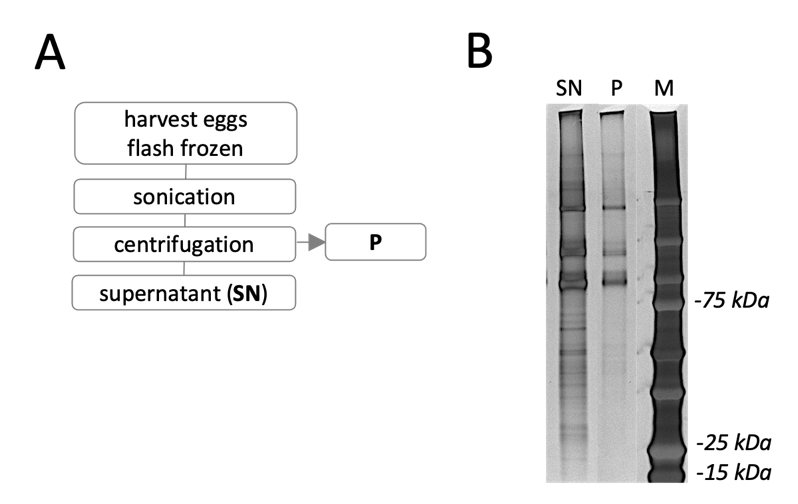 A
harvest eggs
flash frozen
sonication
centrifugation
P
supernatant (SN)
B
SN P M
-75 kDa
-25 kDa
-15 kDa